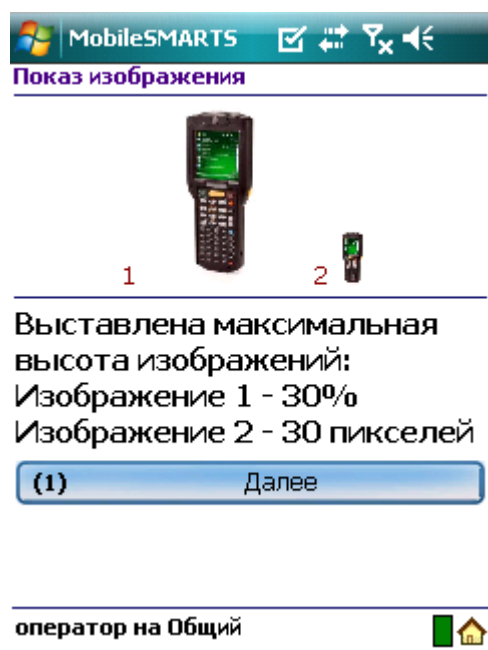 MobileSMARTS
Показ изображения
1 2
Выставлена максимальная
высота изображений:
Изображение 1 - 30%
Изображение 2 - 30 пикселей
(1) Далее
оператор на Общий